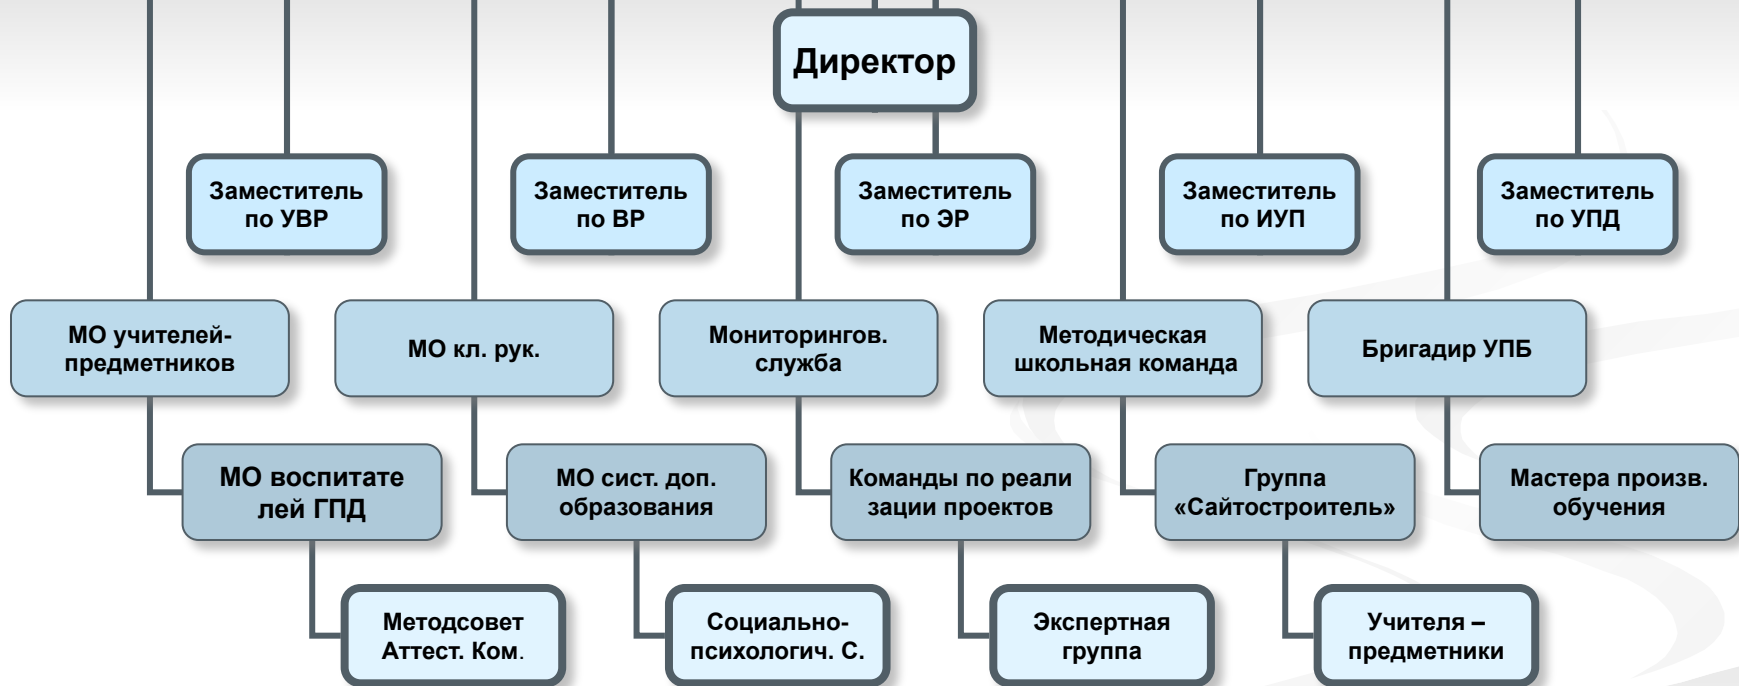 Директор
Заместитель
по УВР
Заместитель
по ВР
Заместитель
по ЭР
Заместитель
по ИУП
Заместитель
по УПД
МО учителей-
предметников
МО кл. рук.
Мониторингов.
служба
Методическая
школьная команда
Бригадир УПБ
МО воспитате
лей ГПД
МО сист. доп.
образования
Команды по реали
зации проектов
Группа
«Сайтостроитель»
Мастера произв.
обучения
Методсовет
Аттест. Ком.
Социально-
психологич. С.
Экспертная
группа
Учителя –
предметники